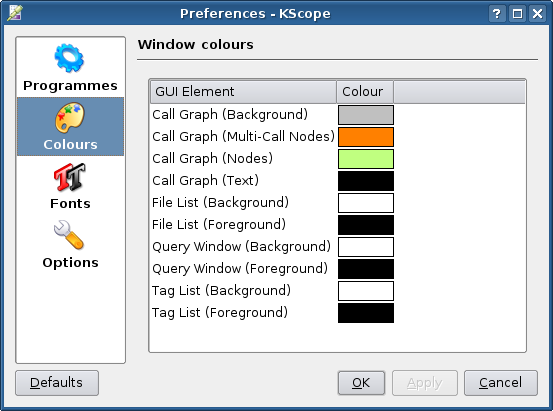 Preferences - KScope
Programmes
Colours
Fonts
Options
Window colours
GUI Element Colour
Call Graph (Background)
Call Graph (Multi-Call Nodes)
Call Graph (Nodes)
Call Graph (Text)
File List (Background)
File List (Foreground)
Query Window (Background)
Query Window (Foreground)
Tag List (Background)
Tag List (Foreground)
Defaults OK Apply Cancel